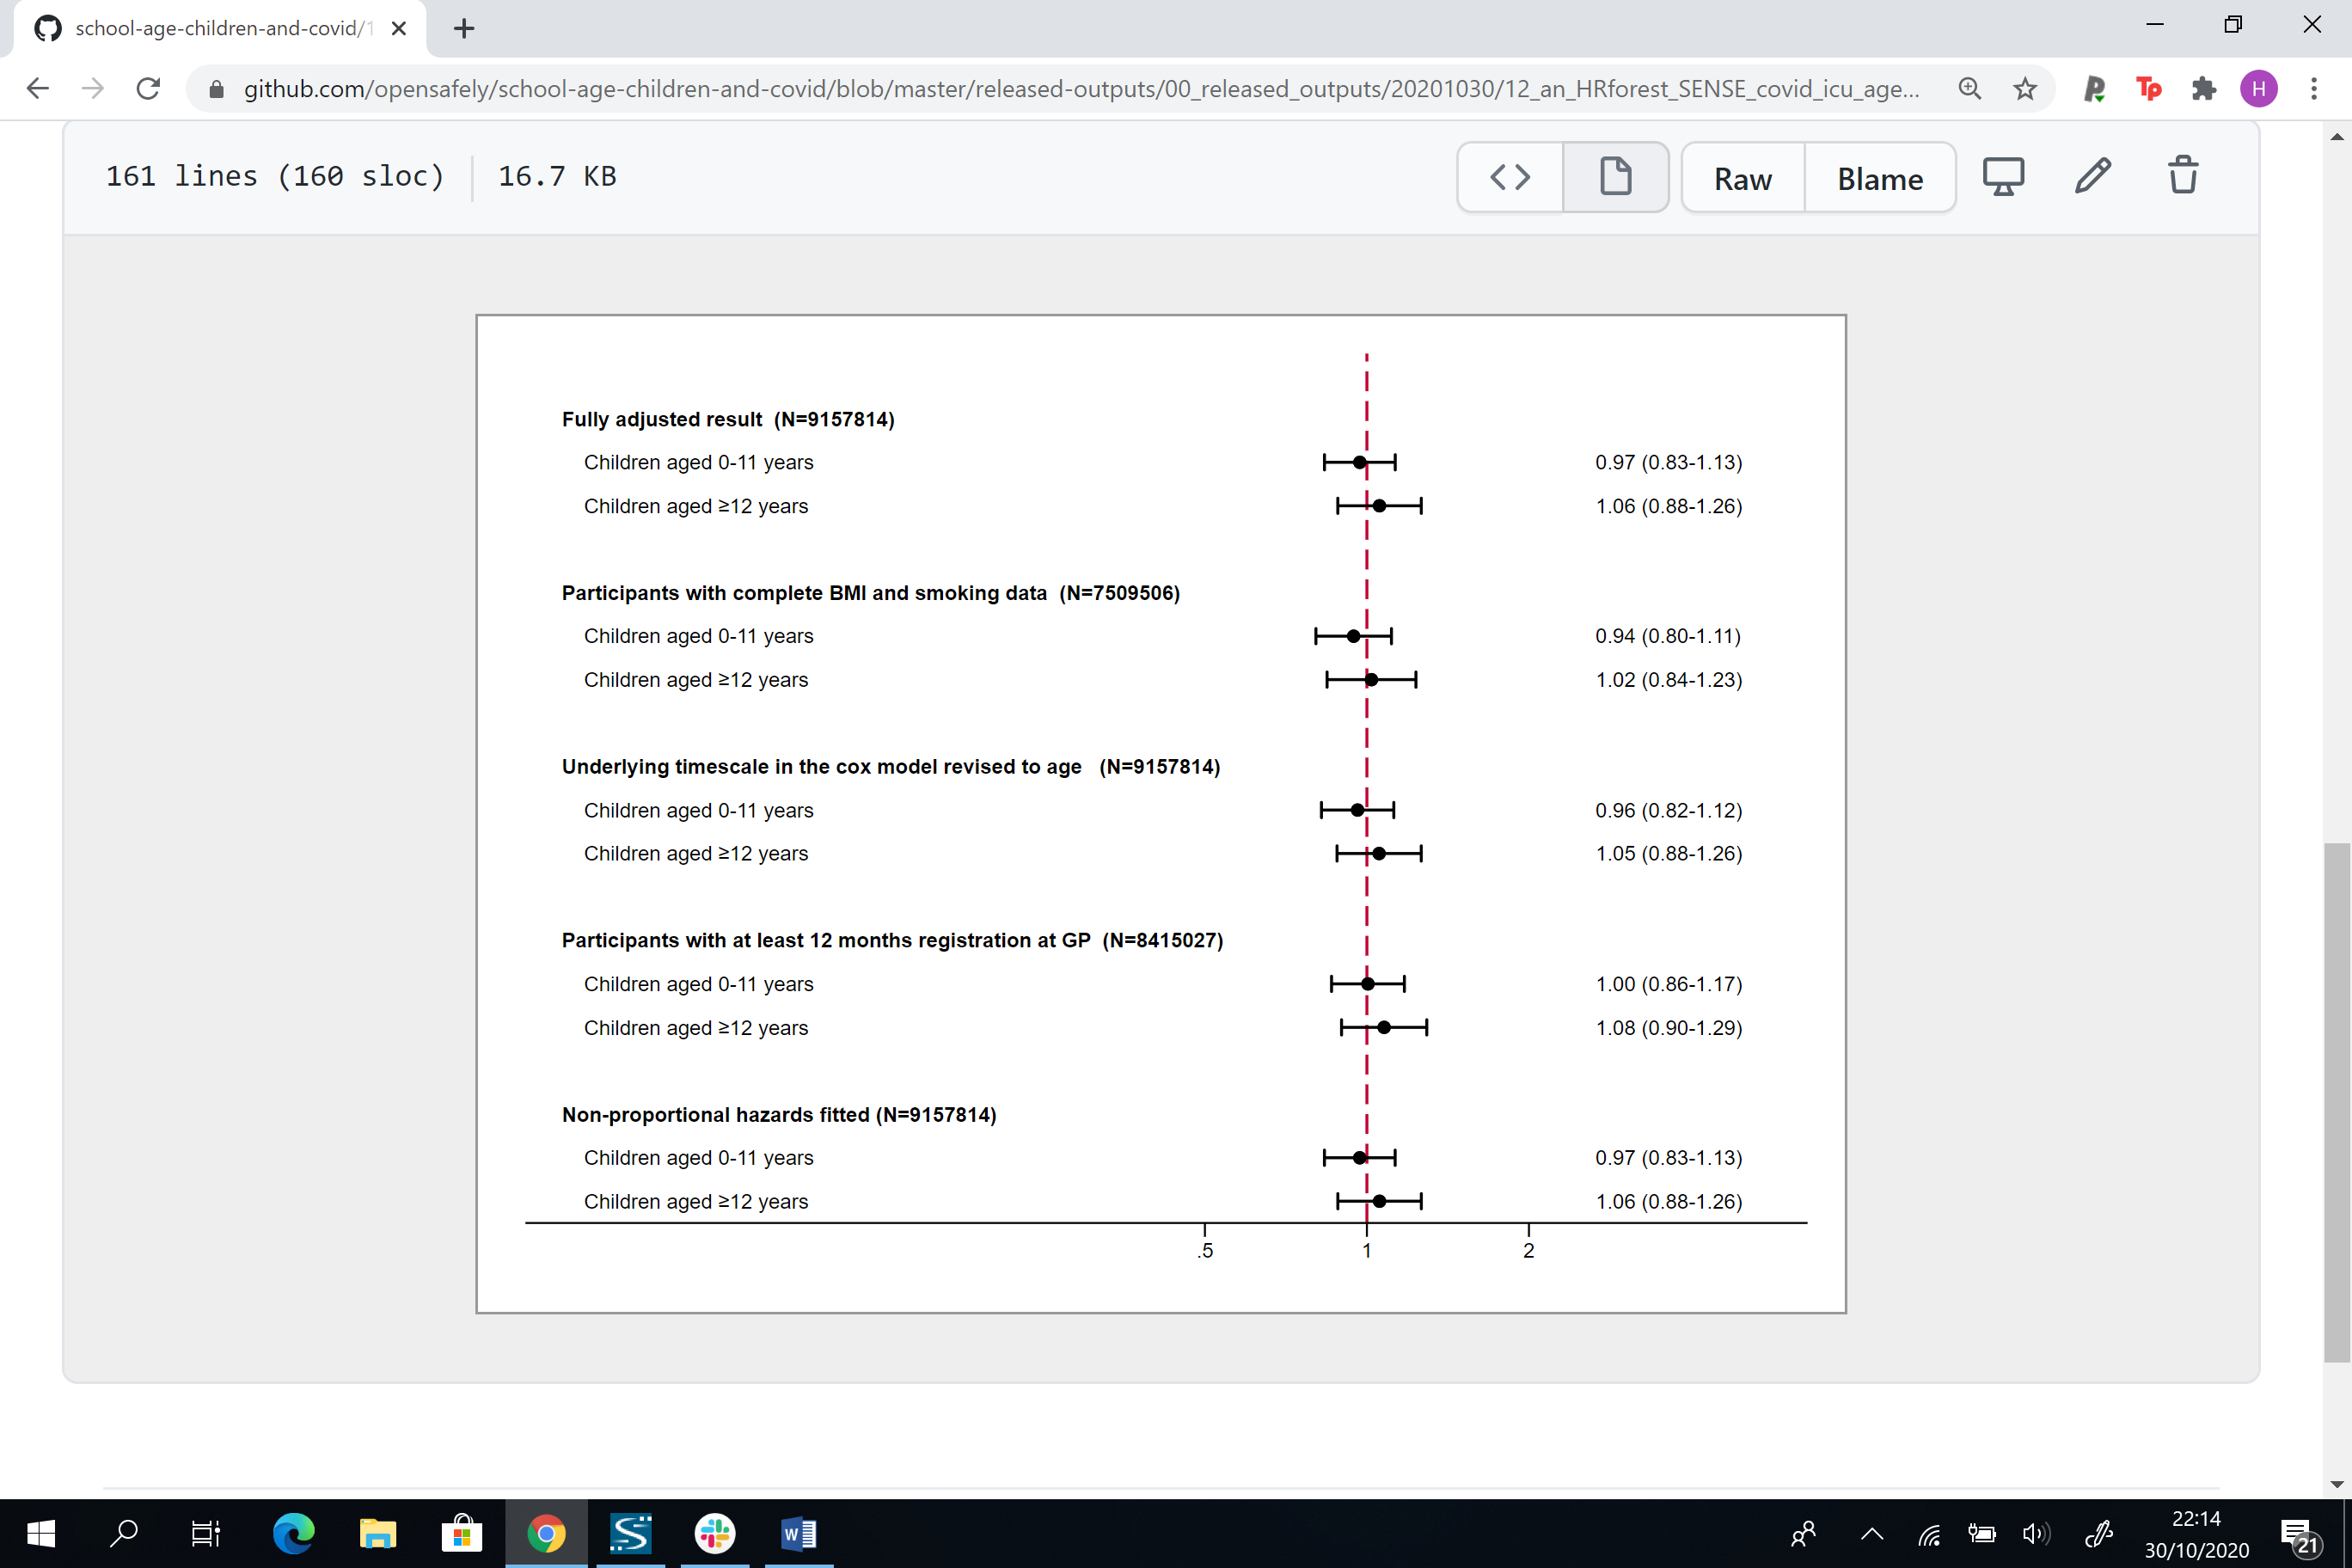 school-age-children-and-covid/1
github.com/opensafely/school-age-children-and-covid/blob/master/released-outputs/00_released_outputs/20201030/12_an_HRforest_SENSE_covid_icu_age...
Tp
H
161 lines (160 sloc) 16.7 KB
Raw Blame
Fully adjusted result (N=9157814)
Children aged 0-11 years 0.97 (0.83-1.13)
Children aged ≥12 years 1.06 (0.88-1.26)
Participants with complete BMI and smoking data (N=7509506)
Children aged 0-11 years 0.94 (0.80-1.11)
Children aged ≥12 years 1.02 (0.84-1.23)
Underlying timescale in the cox model revised to age (N=9157814)
Children aged 0-11 years 0.96 (0.82-1.12)
Children aged ≥12 years 1.05 (0.88-1.26)
Participants with at least 12 months registration at GP (N=8415027)
Children aged 0-11 years 1.00 (0.86-1.17)
Children aged ≥12 years 1.08 (0.90-1.29)
Non-proportional hazards fitted (N=9157814)
Children aged 0-11 years 0.97 (0.83-1.13)
Children aged ≥12 years 1.06 (0.88-1.26)
.5 1 2
22:14
30/10/2020
21